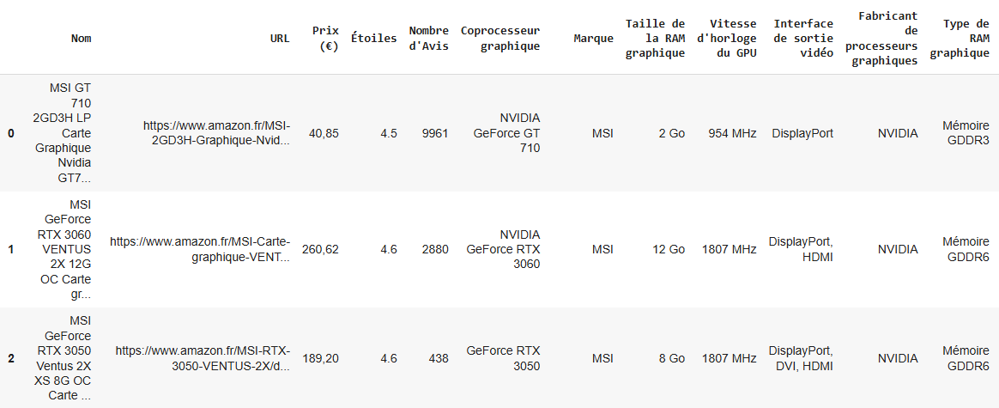 Nom URL Prix (€) Étoiles Nombre d'Avis Coprocesseur graphique Marque Taille de la RAM graphique Vitesse d'horloge du GPU Interface de sortie vidéo Fabricant de processeurs graphiques Type de RAM graphique
0 MSI GT 710 2GD3H LP Carte Graphique Nvidia GT7... https://www.amazon.fr/MSI-2GD3H-Graphique-Nvid... 40,85 4.5 9961 NVIDIA GeForce GT 710 MSI 2 Go 954 MHz DisplayPort NVIDIA Mémoire GDDR3
1 MSI GeForce RTX 3060 VENTUS 2X 12G OC Carte gr... https://www.amazon.fr/MSI-Carte-graphique-VENT... 260,62 4.6 2880 NVIDIA GeForce RTX 3060 MSI 12 Go 1807 MHz DisplayPort, HDMI NVIDIA Mémoire GDDR6
2 MSI GeForce RTX 3050 Ventus 2X XS 8G OC Carte ... https://www.amazon.fr/MSI-RTX-3050-VENTUS-2X/d... 189,20 4.6 438 GeForce RTX 3050 MSI 8 Go 1807 MHz DisplayPort, DVI, HDMI NVIDIA Mémoire GDDR6